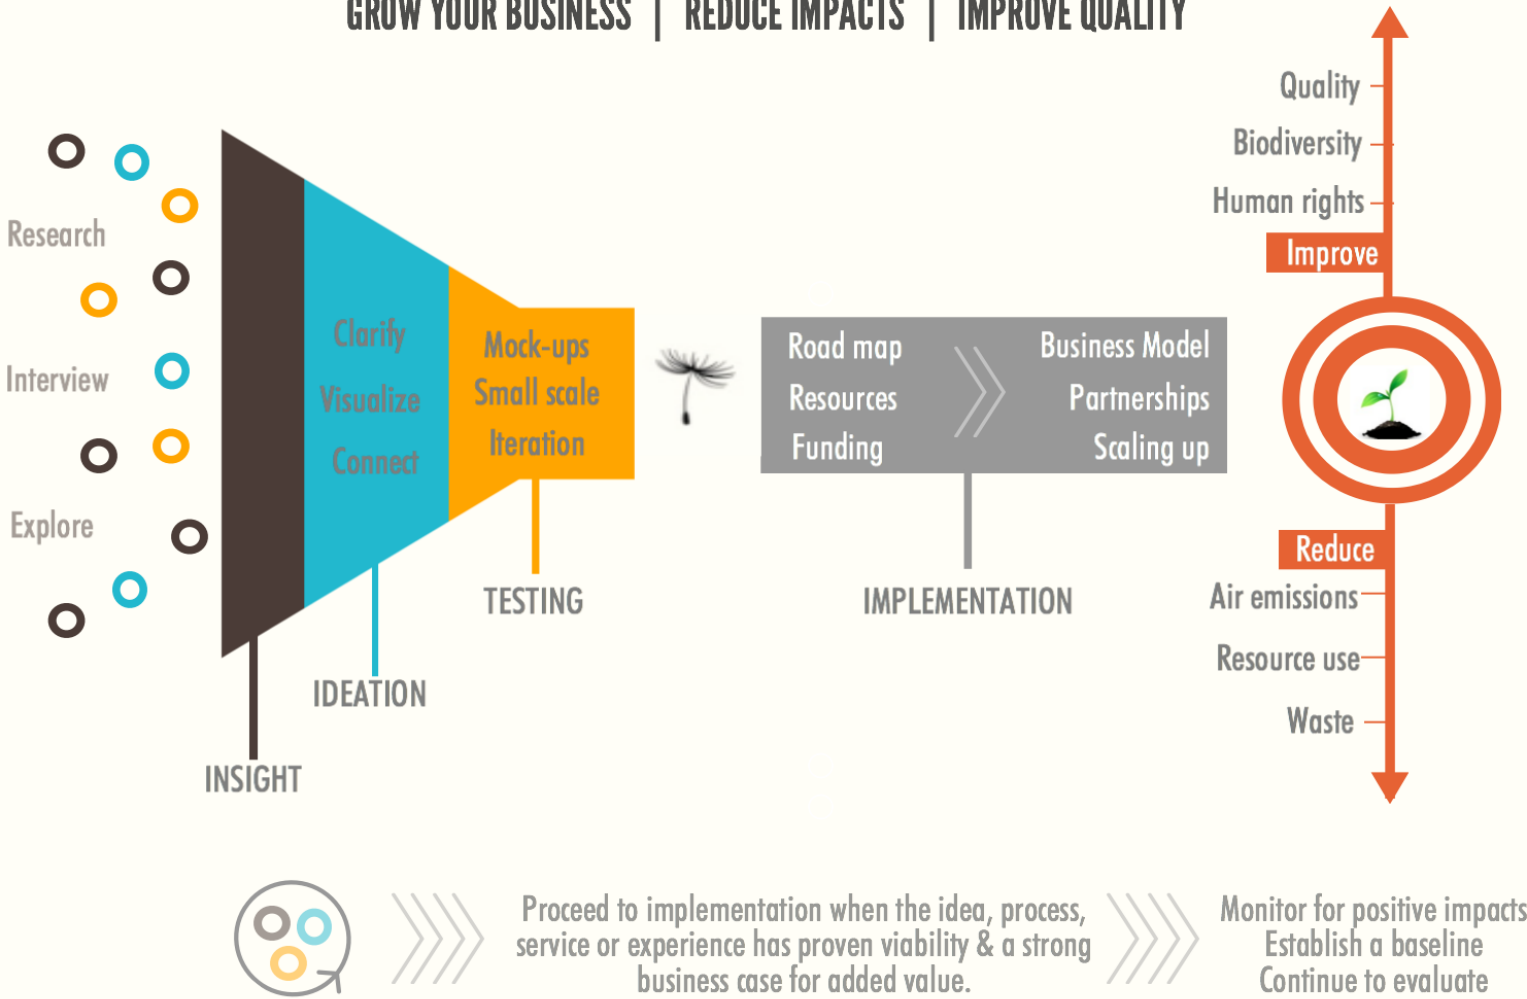 GROW YOUR BUSINESS | REDUCE IMPACTS | IMPROVE QUALITY
Research
Interview
Explore
Clarify
Visualize
Connect
Mock-ups
Small scale
Iteration
Road map
Resources
Funding
Business Model
Partnerships
Scaling up
INSIGHT
IDEATION
TESTING
IMPLEMENTATION
Quality
Biodiversity
Human rights
Improve
Reduce
Air emissions
Resource use
Waste
Proceed to implementation when the idea, process,
service or experience has proven viability & a strong
business case for added value.
Monitor for positive impacts
Establish a baseline
Continue to evaluate